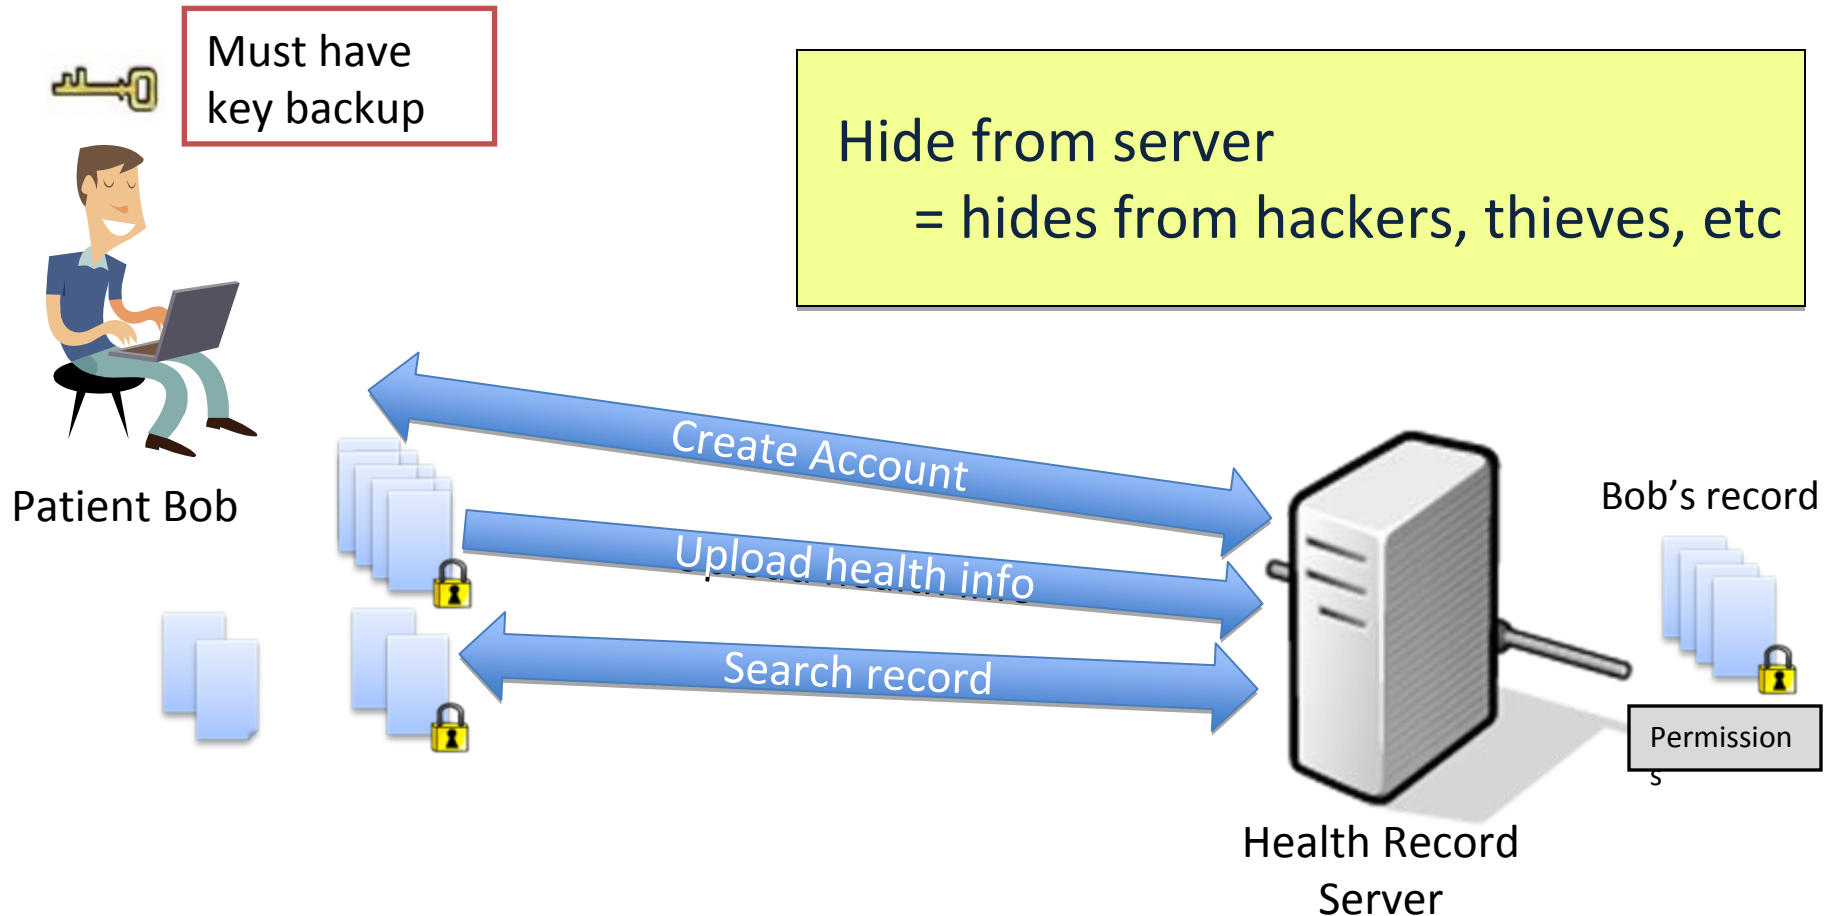 Must have
key backup
Hide from server
= hides from hackers, thieves, etc
Create Account
Patient Bob
Bob’s record
Upload health info
Search record
Permission
s
Health Record
Server